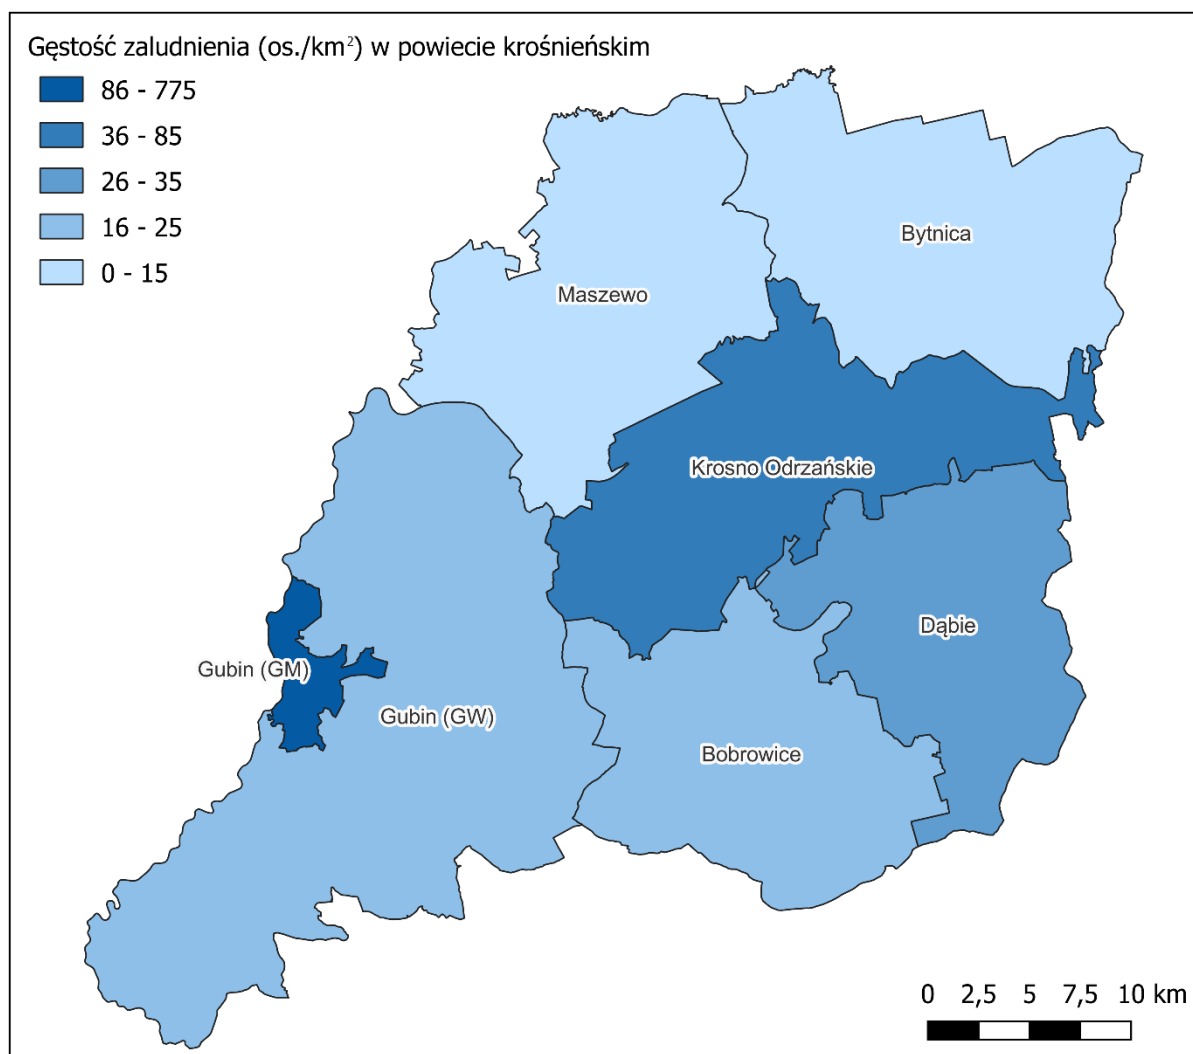 Gęstość zaludnienia (os./km²) w powiecie krośnieńskim
86 - 775
36 - 85
26 - 35
16 - 25
0 - 15
Bytnica
Maszewo
Krosno Odrzańskie
Dąbie
Gubin (GM)
Gubin (GW)
Bobrowice
0 2,5 5 7,5 10 km